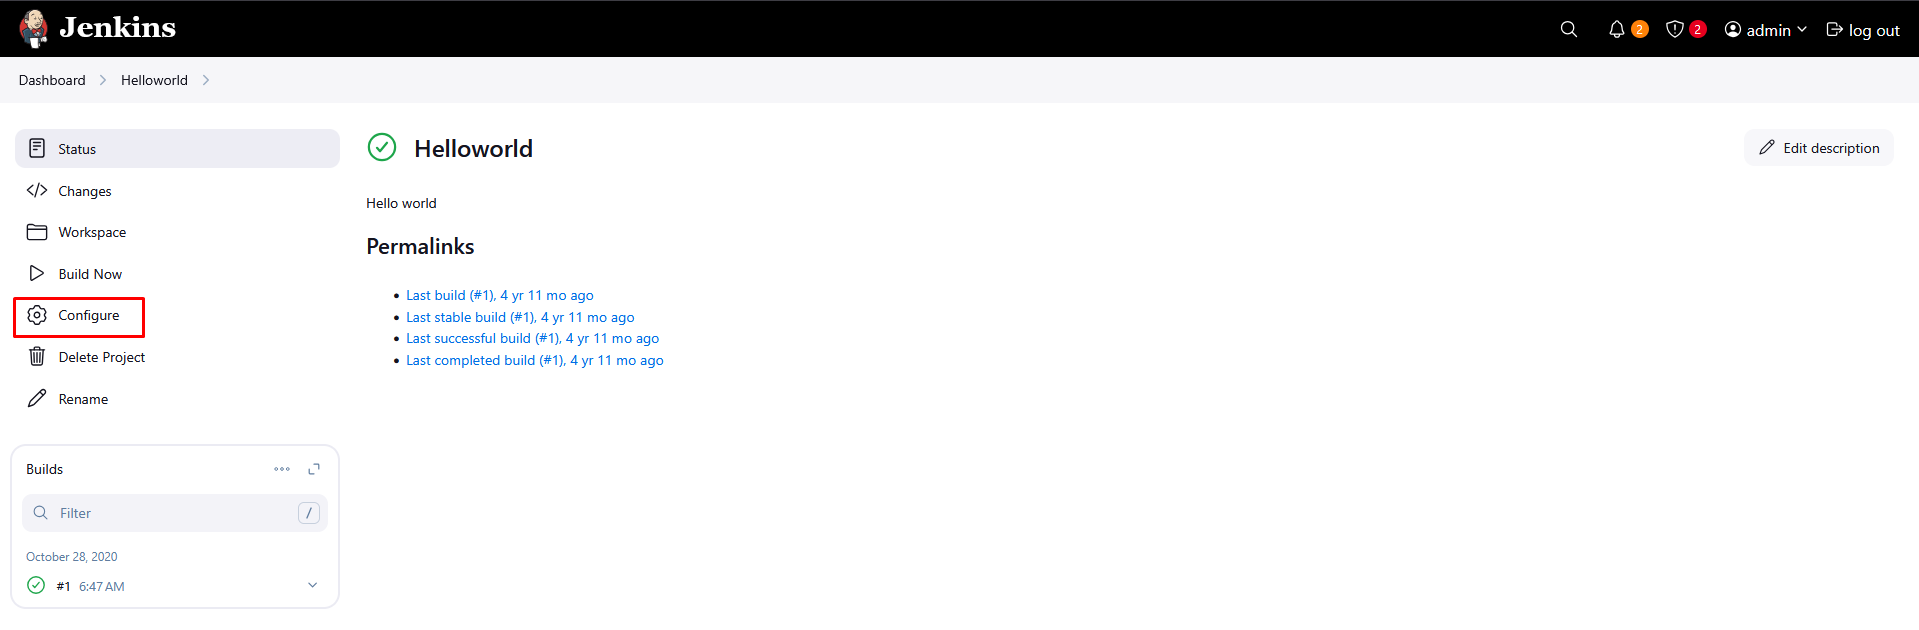 Jenkins
2
2
admin
log out
Dashboard
Helloworld
Status
Changes
Workspace
Build Now
Configure
Delete Project
Rename
Builds
Filter
/
October 28, 2020
#1 6:47 AM
Helloworld
Edit description
Hello world
Permalinks
Last build (#1), 4 yr 11 mo ago
Last stable build (#1), 4 yr 11 mo ago
Last successful build (#1), 4 yr 11 mo ago
Last completed build (#1), 4 yr 11 mo ago